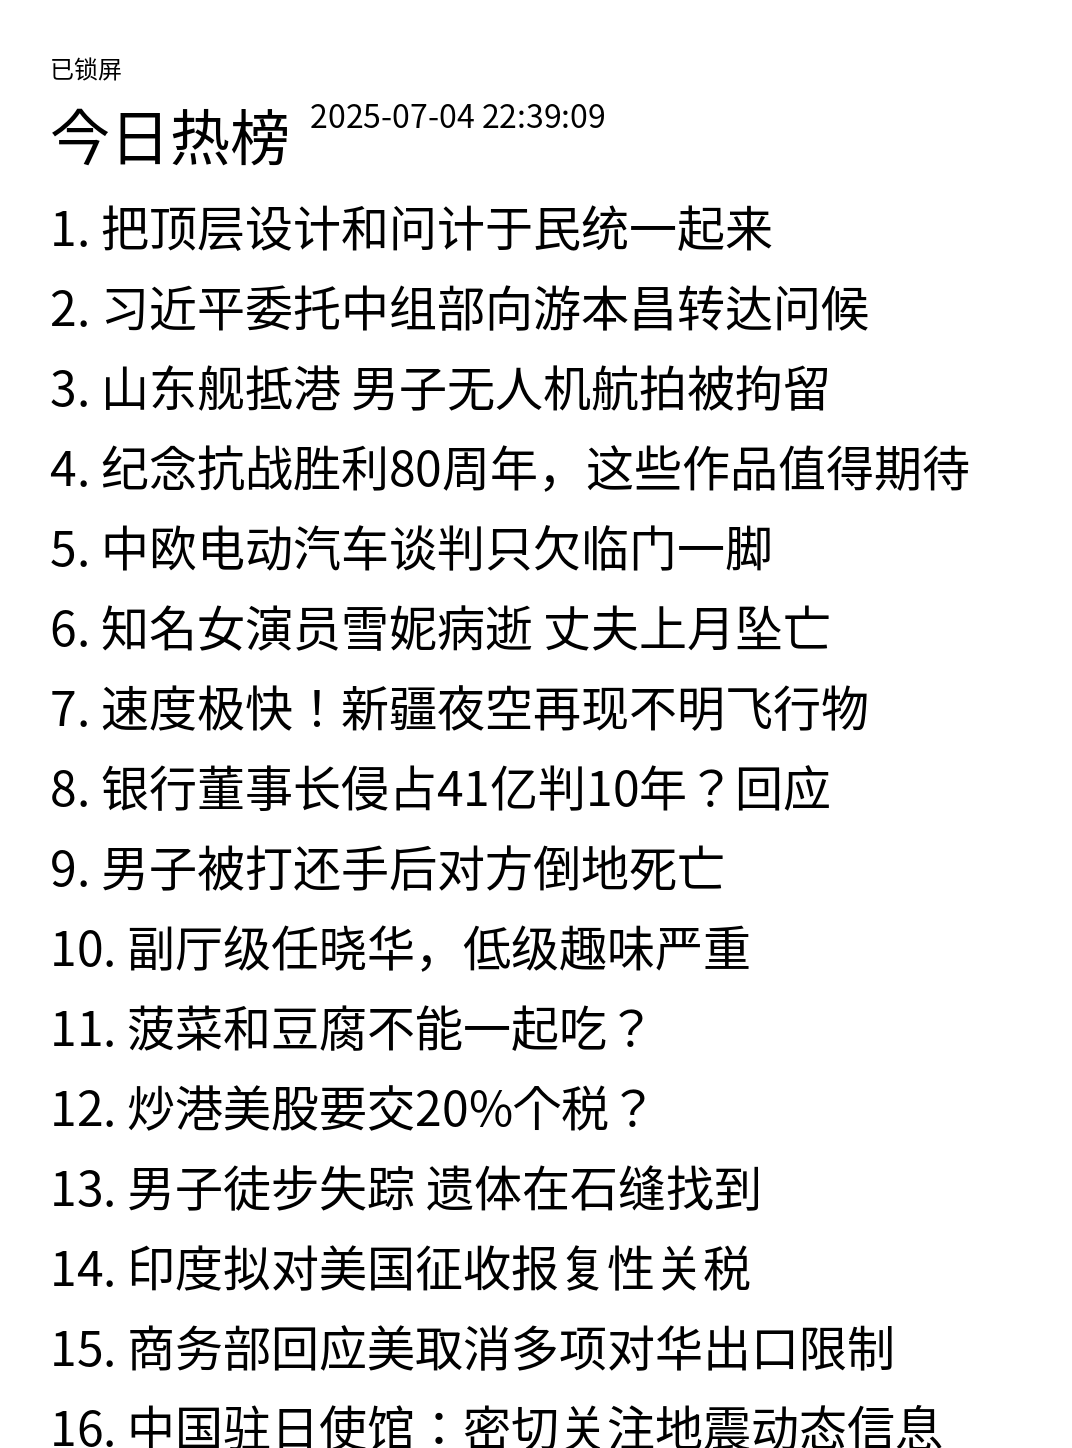 已锁屏
今日热榜 2025-07-04 22:39:09
1. 把顶层设计和问计于民统一起来
2. 习近平委托中组部向游本昌转达问候
3. 山东舰抵港 男子无人机航拍被拘留
4. 纪念抗战胜利80周年，这些作品值得期待
5. 中欧电动汽车谈判只欠临门一脚
6. 知名女演员雪妮病逝 丈夫上月坠亡
7. 速度极快！新疆夜空再现不明飞行物
8. 银行董事长侵占41亿判10年？回应
9. 男子被打还手后对方倒地死亡
10. 副厅级任晓华，低级趣味严重
11. 菠菜和豆腐不能一起吃？
12. 炒港美股要交20%个税？
13. 男子徒步失踪 遗体在石缝找到
14. 印度拟对美国征收报复性关税
15. 商务部回应美取消多项对华出口限制
16. 中国驻日使馆：密切关注地震动态信息